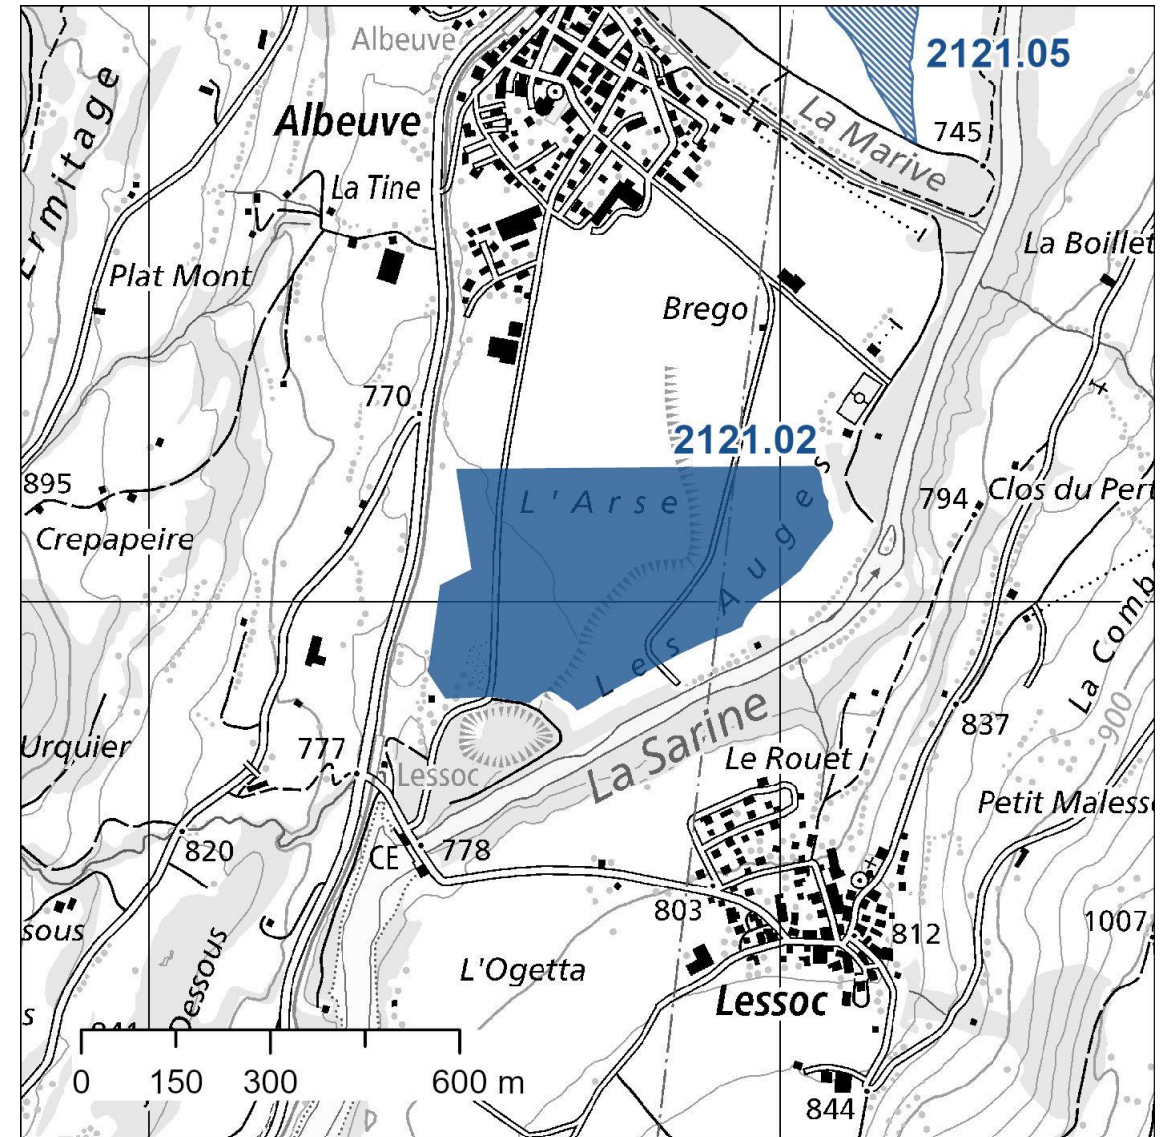 Albeuve
2121.05
Albeuve
La Marive
745
Ermitage
La Tine
La Boillet
Plat Mont
Brego
770
2121.02
895
L'Arse
794
Clos du Pert
Crepapeire
Les Auges
La Comb
900
837
Urquier
777
Lessoc
La Sarine
Le Rouet
Petit Malesso
820
CE
778
803
812
1007
sous
Dessous
L'Ogetta
Lessoc
s
0 150 300 600 m
844